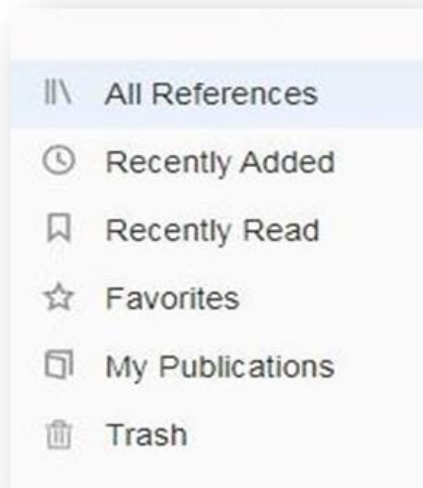 All References
Recently Added
Recently Read
Favorites
My Publications
Trash